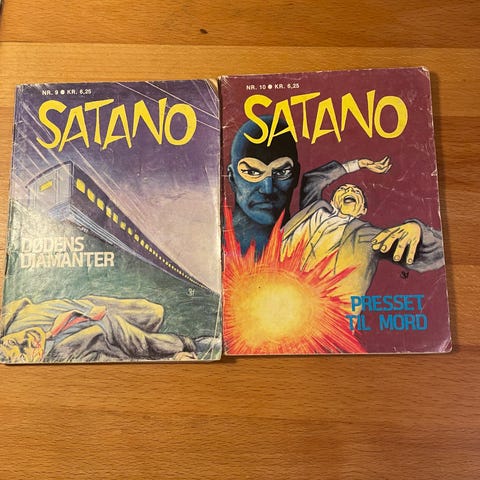 NR. 9 ● KR. 6,25
SATANO
DØDENS
DIAMANTER
NR. 10 ● KR. 6,25
SATANO
PRESSET
TIL MORD